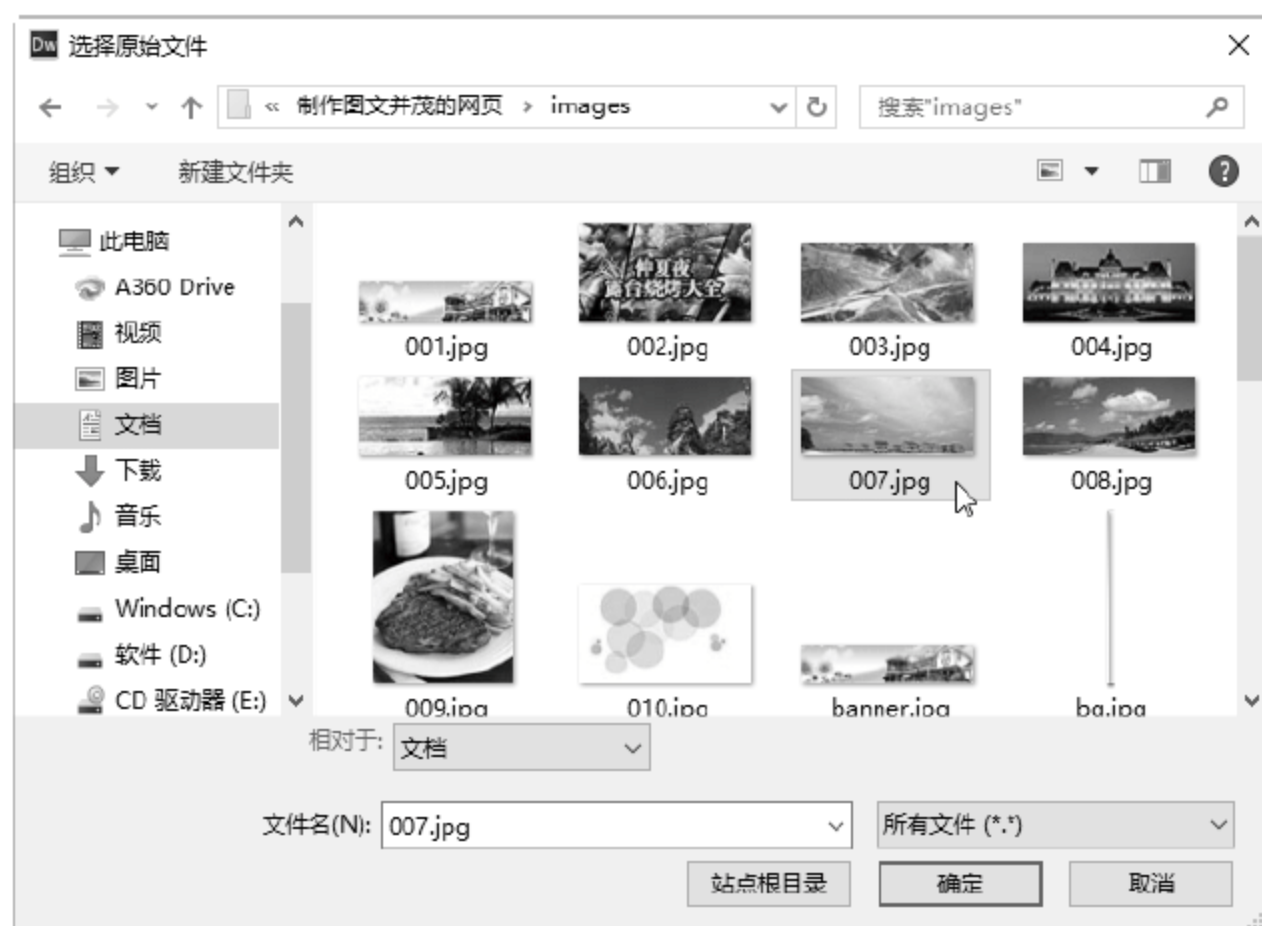 Dw 选择原始文件
« 制作图文并茂的网页 > images
搜索"images"
组织
新建文件夹
?
此电脑
A360 Drive
视频
图片
文档
下载
音乐
桌面
Windows (C:)
软件 (D:)
CD 驱动器 (E:)
仲夏夜
露台烧烤大全
001.jpg
002.jpg
003.jpg
004.jpg
005.jpg
006.jpg
007.jpg
008.jpg
009.jpg
010.jpg
banner.jpg
bg.jpg
相对于:
文档
文件名(N):
007.jpg
所有文件 (*.*)
站点根目录
确定
取消